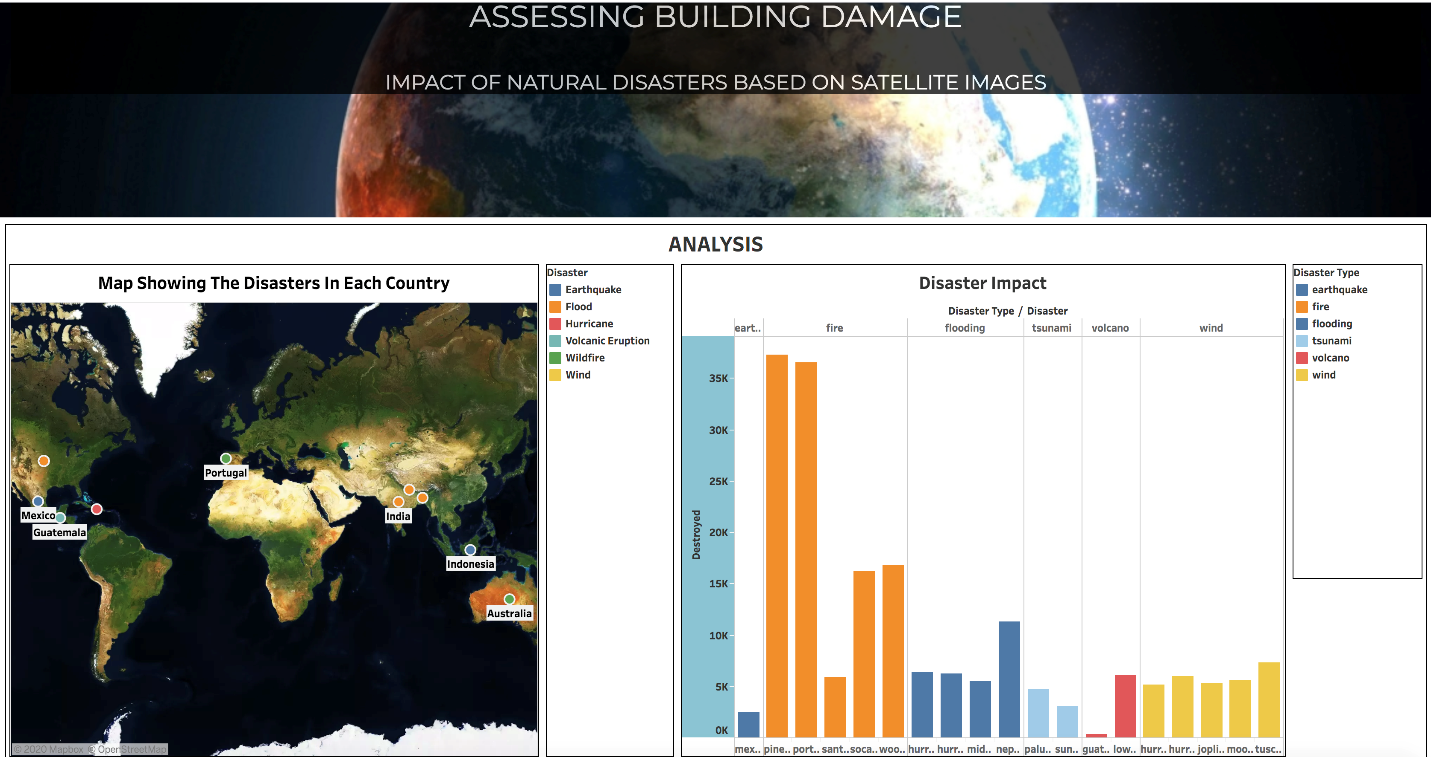 ASSESSING BUILDING DAMAGE
IMPACT OF NATURAL DISASTERS BASED ON SATELLITE IMAGES
ANALYSIS
Map Showing The Disasters In Each Country
Portugal
Mexico
Guatemala
India
Indonesia
Australia
© 2020 Mapbox © OpenStreetMap
Disaster
Earthquake
Flood
Hurricane
Volcanic Eruption
Wildfire
Wind
Disaster Impact
Disaster Type / Disaster
eart.. fire flooding tsunami volcano wind
Destroyed
35K
30K
25K
20K
15K
10K
5K
0K
mex.. pine.. port.. sant.. soca.. woo.. hurr.. hurr.. mid.. nep.. palu.. sun.. guat.. low.. hurr.. hurr.. jopli.. moo.. tusc..
Disaster Type
earthquake
fire
flooding
tsunami
volcano
wind